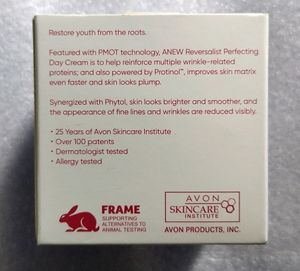 Restore youth from the roots.
Featured with PMOT technology, ANEW Reversalist Perfecting
Day Cream is to help reinforce multiple wrinkle-related
proteins; and also powered by Protinol™, improves skin matrix
even faster and skin looks plump.
Synergized with Phytol, skin looks brighter and smoother, and
the appearance of fine lines and wrinkles are reduced visibly.
• 25 Years of Avon Skincare Institute
• Over 100 patents
• Dermatologist tested
• Allergy tested
FRAME
SUPPORTING
ALTERNATIVES TO
ANIMAL TESTING
AVON
SKINCARE
INSTITUTE
AVON PRODUCTS, INC.